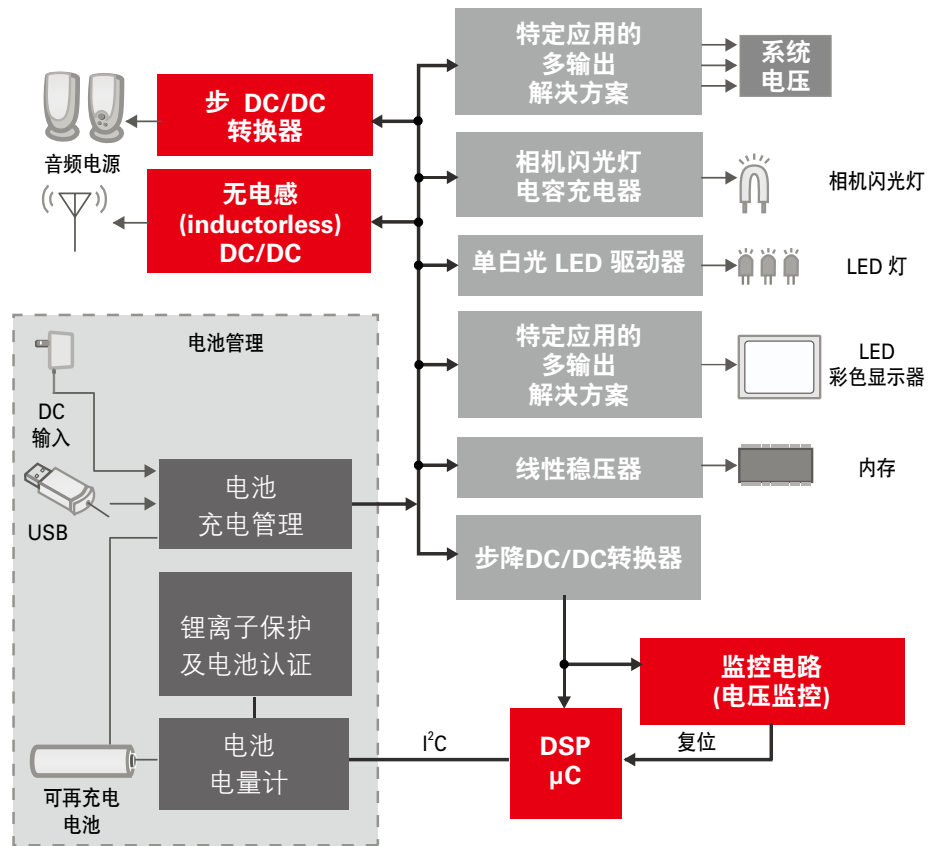 特定应用的
多输出
解决方案
系统
电压
步 DC/DC
转换器
音频电源
相机闪光灯
电容充电器
相机闪光灯
无电感
(inductorless)
DC/DC
单白光 LED 驱动器
LED 灯
电池管理
特定应用的
多输出
解决方案
LED
彩色显示器
DC
输入
线性稳压器
内存
电池
充电管理
USB
步降DC/DC转换器
锂离子保护
及电池认证
监控电路
(电压监控)
电池
电量计
I²C
DSP
µC
复位
可再充电
电池